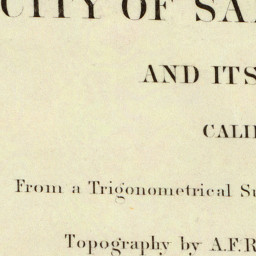 CITY OF SA
AND ITS
CALI
From a Trigonometrical Su
Topography by A.F.R